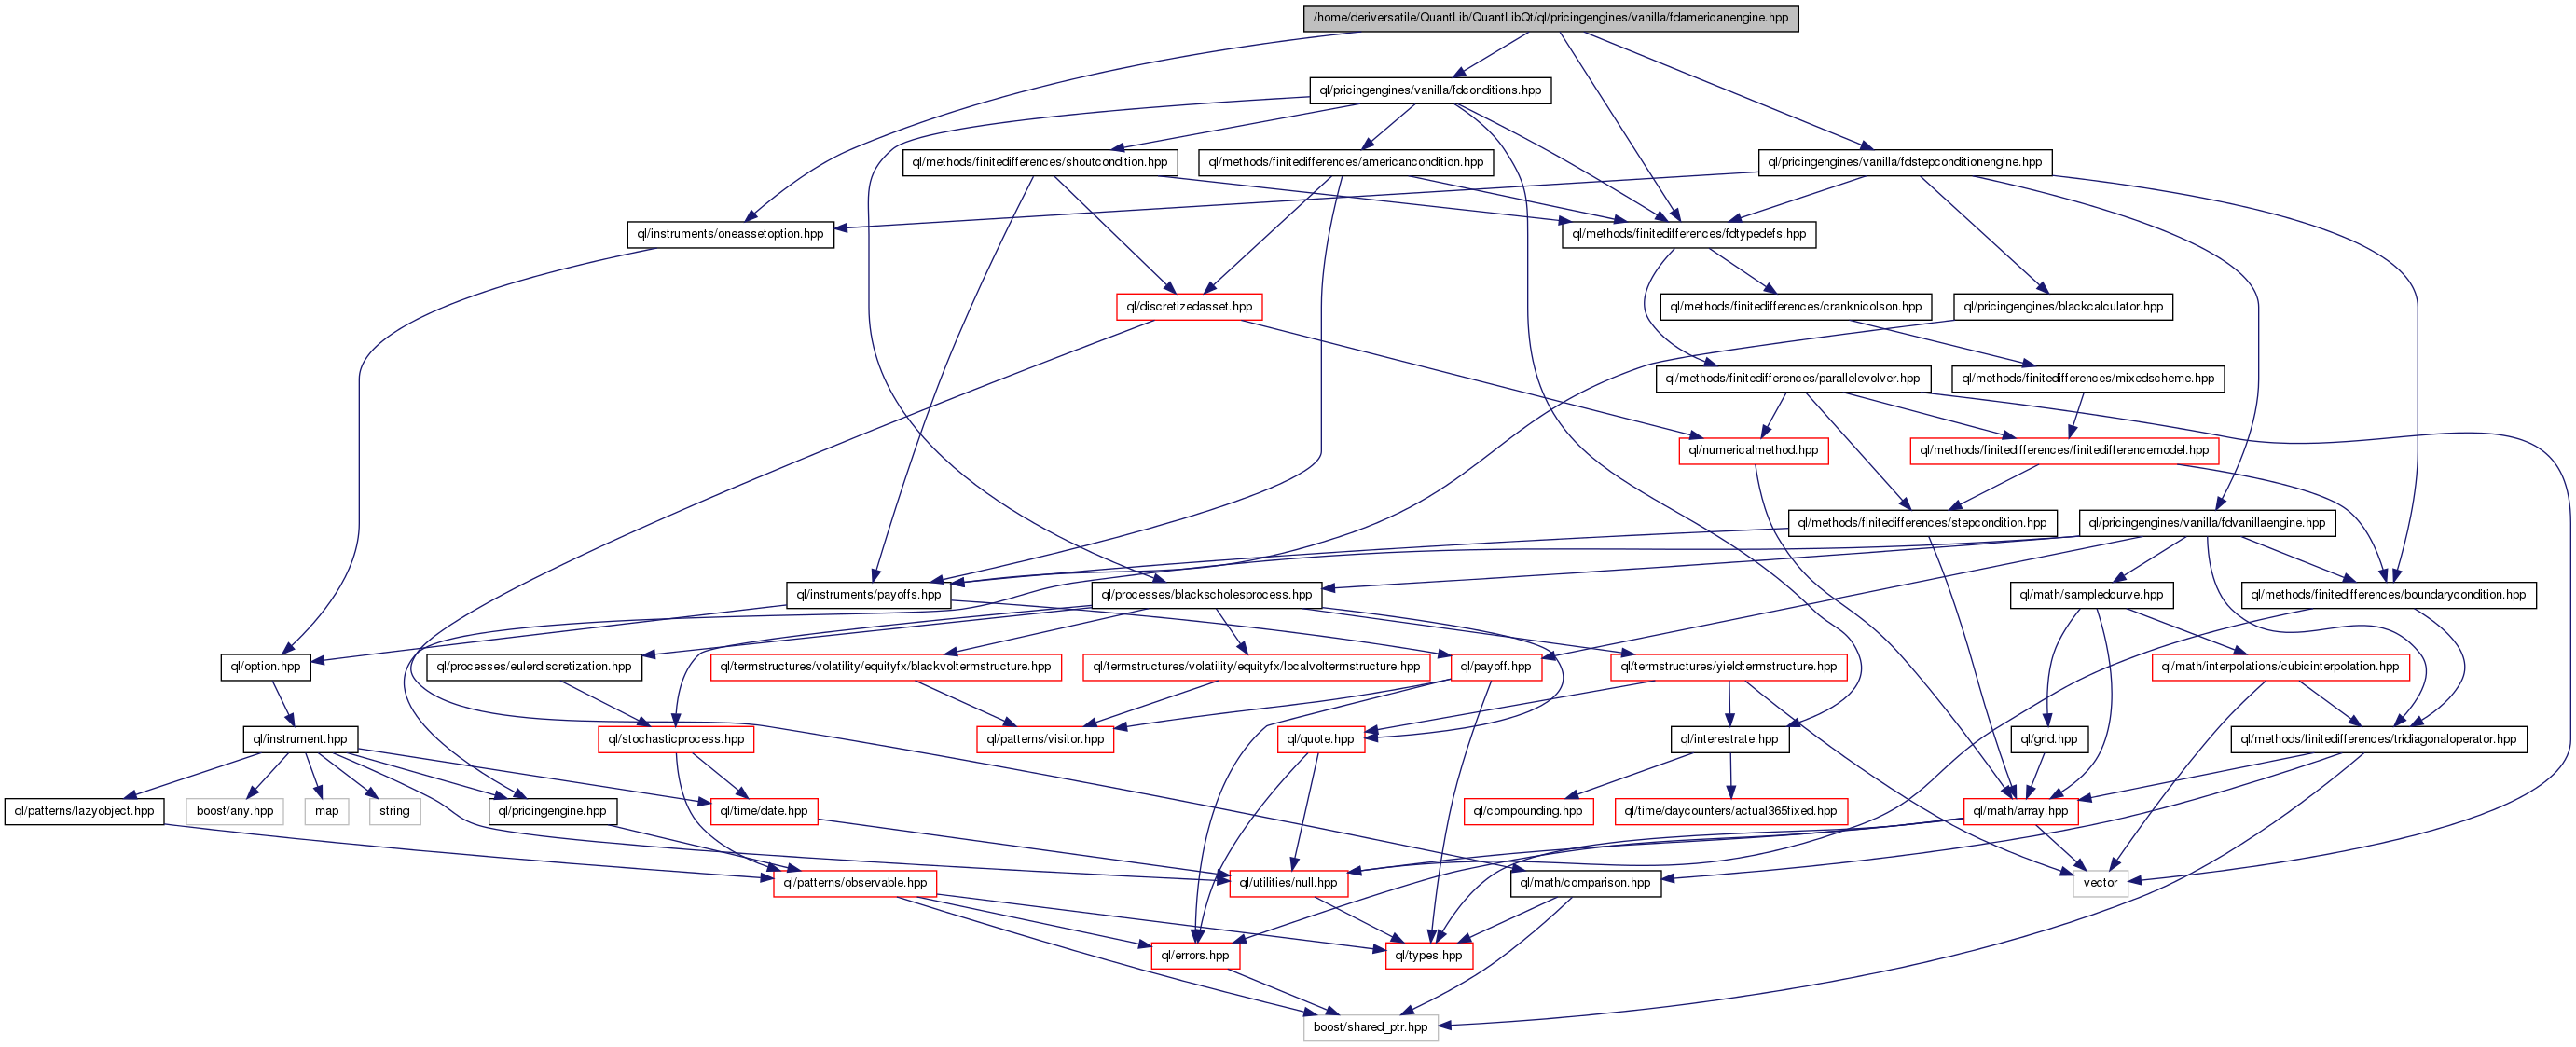 /home/deriversatile/QuantLib/QuantLibQt/ql/pricingengines/vanilla/fdamericanengine.hpp
ql/pricingengines/vanilla/fdconditions.hpp
ql/methods/finitedifferences/shoutcondition.hpp
ql/methods/finitedifferences/americancondition.hpp
ql/pricingengines/vanilla/fdstepconditionengine.hpp
ql/instruments/oneassetoption.hpp
ql/methods/finitedifferences/fdtypedefs.hpp
ql/discretizedasset.hpp
ql/methods/finitedifferences/cranknicolson.hpp
ql/pricingengines/blackcalculator.hpp
ql/methods/finitedifferences/parallelevolver.hpp
ql/methods/finitedifferences/mixedscheme.hpp
ql/numericalmethod.hpp
ql/methods/finitedifferences/finitedifferencemodel.hpp
ql/methods/finitedifferences/stepcondition.hpp
ql/pricingengines/vanilla/fdvanillaengine.hpp
ql/instruments/payoffs.hpp
ql/processes/blackscholesprocess.hpp
ql/math/sampledcurve.hpp
ql/methods/finitedifferences/boundarycondition.hpp
ql/option.hpp
ql/processes/eulerdiscretization.hpp
ql/termstructures/volatility/equityfx/blackvoltermstructure.hpp
ql/termstructures/volatility/equityfx/localvoltermstructure.hpp
ql/payoff.hpp
ql/termstructures/yieldtermstructure.hpp
ql/math/interpolations/cubicinterpolation.hpp
ql/instrument.hpp
ql/stochasticprocess.hpp
ql/patterns/visitor.hpp
ql/quote.hpp
ql/interestrate.hpp
ql/grid.hpp
ql/methods/finitedifferences/tridiagonaloperator.hpp
ql/patterns/lazyobject.hpp
boost/any.hpp
map
string
ql/pricingengine.hpp
ql/time/date.hpp
ql/compounding.hpp
ql/time/daycounters/actual365fixed.hpp
ql/math/array.hpp
ql/patterns/observable.hpp
ql/utilities/null.hpp
ql/math/comparison.hpp
vector
ql/errors.hpp
ql/types.hpp
boost/shared_ptr.hpp